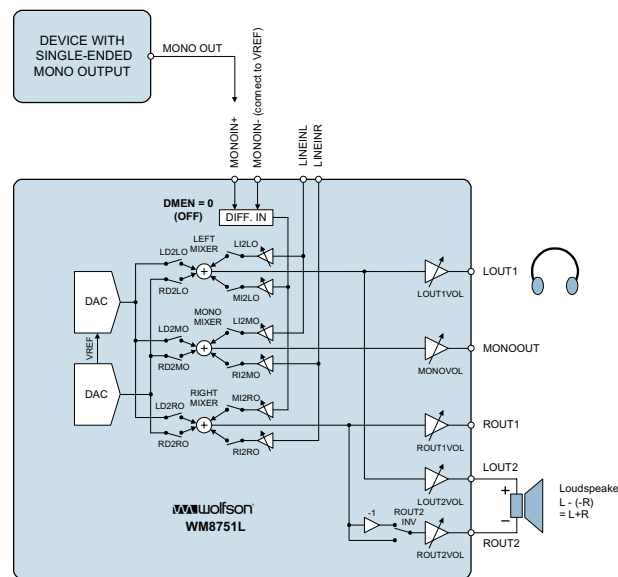 DEVICE WITH
SINGLE-ENDED
MONO OUTPUT
MONO OUT
MONOIN+
MONOIN- (connect to VREF)
LINEINL
LINEINR
DMEN = 0
(OFF)
DIFF. IN
LEFT
MIXER
LI2LO
LD2LO
RD2LO
MI2LO
DAC
VREF
DAC
MONO
MIXER
LI2MO
LD2MO
RD2MO
RI2MO
RIGHT
MIXER
MI2RO
LD2RO
RD2RO
RI2RO
LOUT1VOL
LOUT1
MONOVOL
MONOOUT
ROUT1VOL
ROUT1
LOUT2VOL
LOUT2
-1
ROUT2
INV
ROUT2VOL
ROUT2
+
−
Loudspeake
L - (-R)
= L+R
wolfson
WM8751L